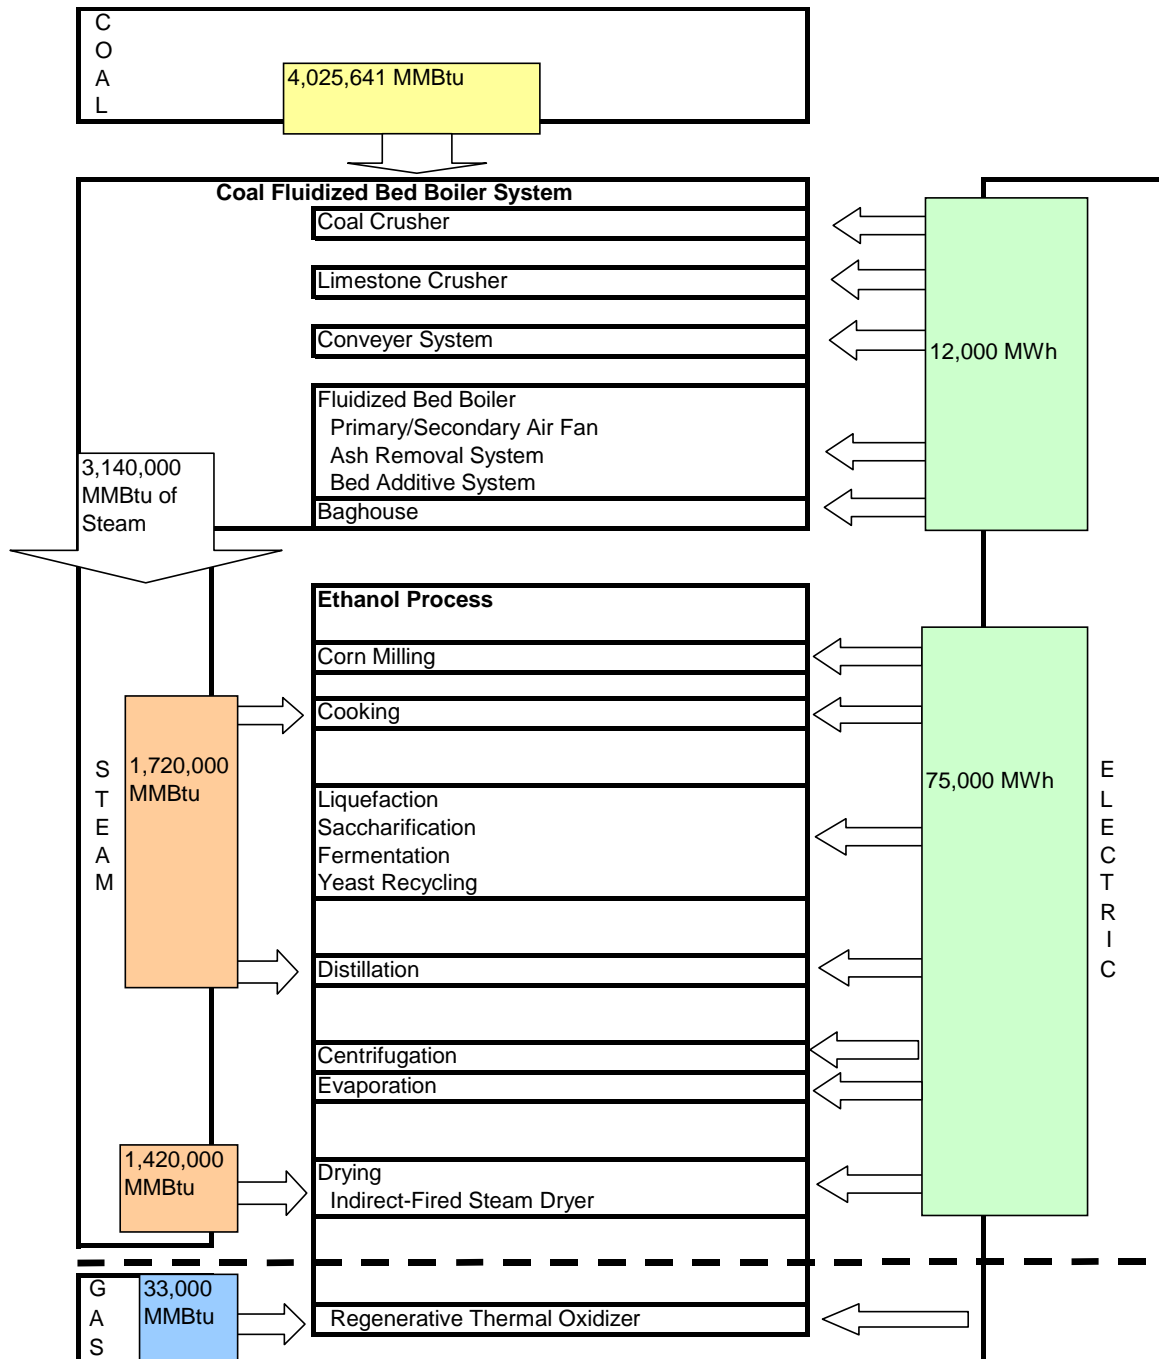 C
O
A
L
4,025,641 MMBtu
Coal Fluidized Bed Boiler System
Coal Crusher
Limestone Crusher
Conveyer System
12,000 MWh
Fluidized Bed Boiler
Primary/Secondary Air Fan
Ash Removal System
Bed Additive System
Baghouse
3,140,000
MMBtu of
Steam
Ethanol Process
Corn Milling
Cooking
S
T
E
A
M
1,720,000
MMBtu
Liquefaction
Saccharification
Fermentation
Yeast Recycling
75,000 MWh
E
L
E
C
T
R
I
C
Distillation
Centrifugation
Evaporation
1,420,000
MMBtu
Drying
Indirect-Fired Steam Dryer
G
A
S
33,000
MMBtu
Regenerative Thermal Oxidizer